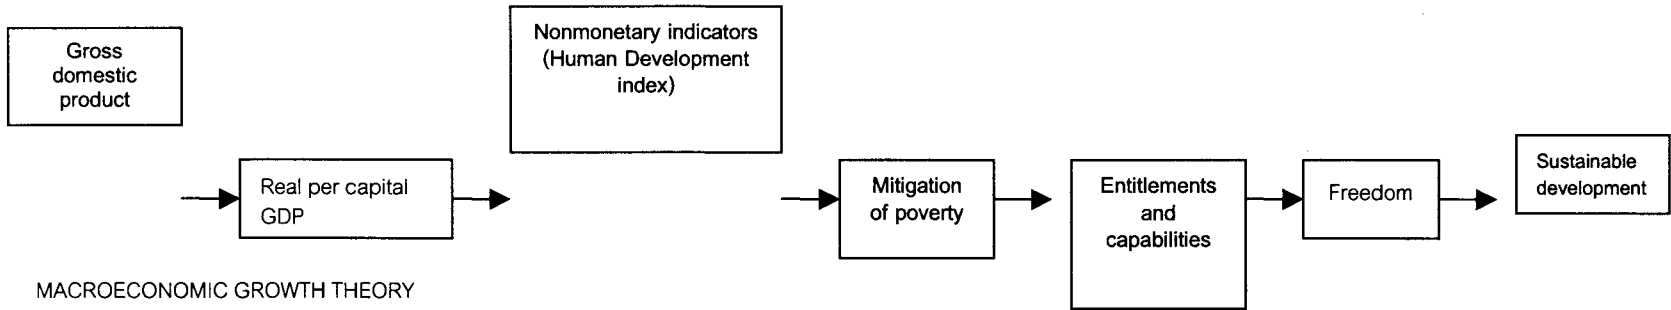 Gross
domestic
product
Real per capital
GDP
Nonmonetary indicators
(Human Development
index)
Mitigation
of poverty
Entitlements
and
capabilities
Freedom
Sustainable
development
MACROECONOMIC GROWTH THEORY